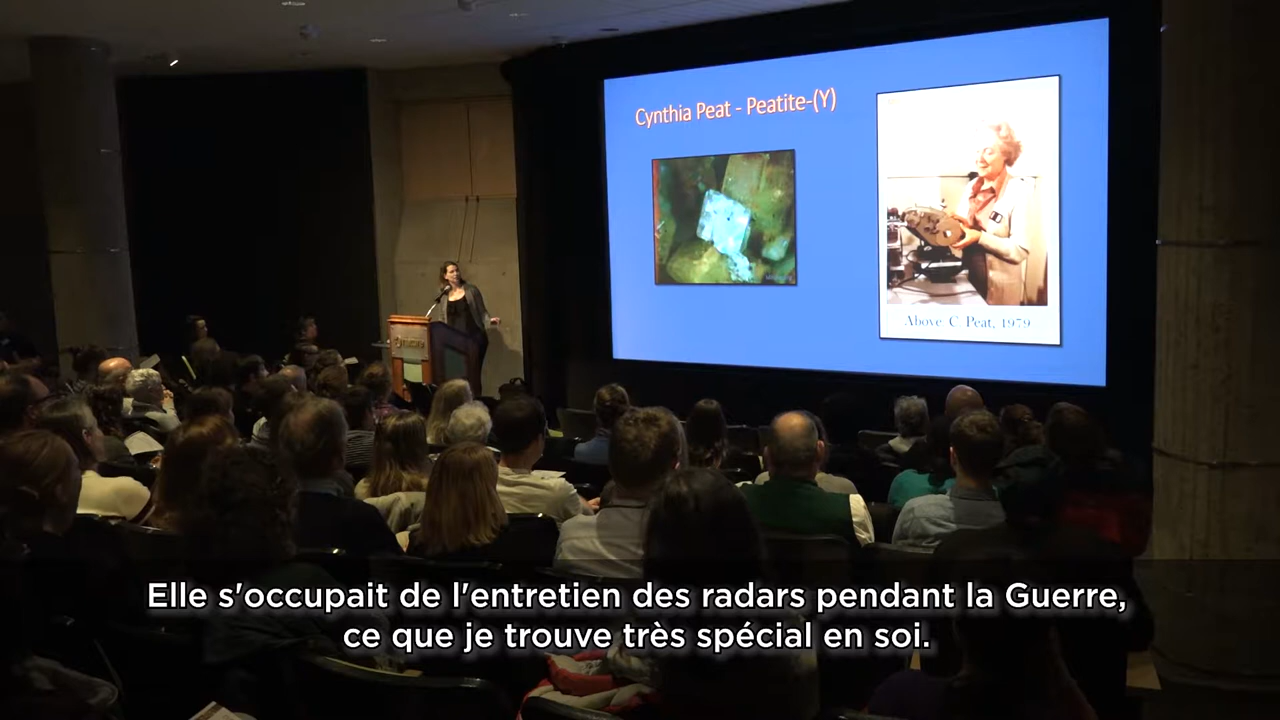 Cynthia Peat - Peatite-(Y)
Above: C. Peat, 1979
Elle s'occupait de l'entretien des radars pendant la Guerre,
ce que je trouve très spécial en soi.